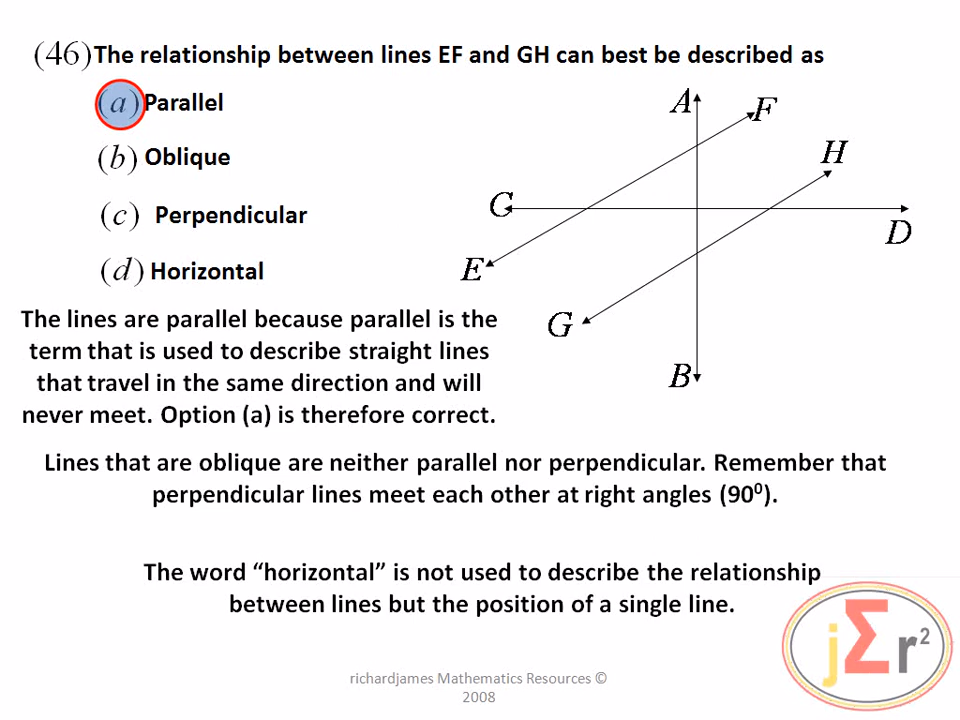 (46) The relationship between lines EF and GH can best be described as
(a) Parallel
(b) Oblique
(c) Perpendicular
(d) Horizontal
A
F
H
C
D
E
G
B
The lines are parallel because parallel is the
term that is used to describe straight lines
that travel in the same direction and will
never meet. Option (a) is therefore correct.
Lines that are oblique are neither parallel nor perpendicular. Remember that
perpendicular lines meet each other at right angles (90⁰).
The word “horizontal” is not used to describe the relationship
between lines but the position of a single line.
jΣr²
richardjames Mathematics Resources ©
2008